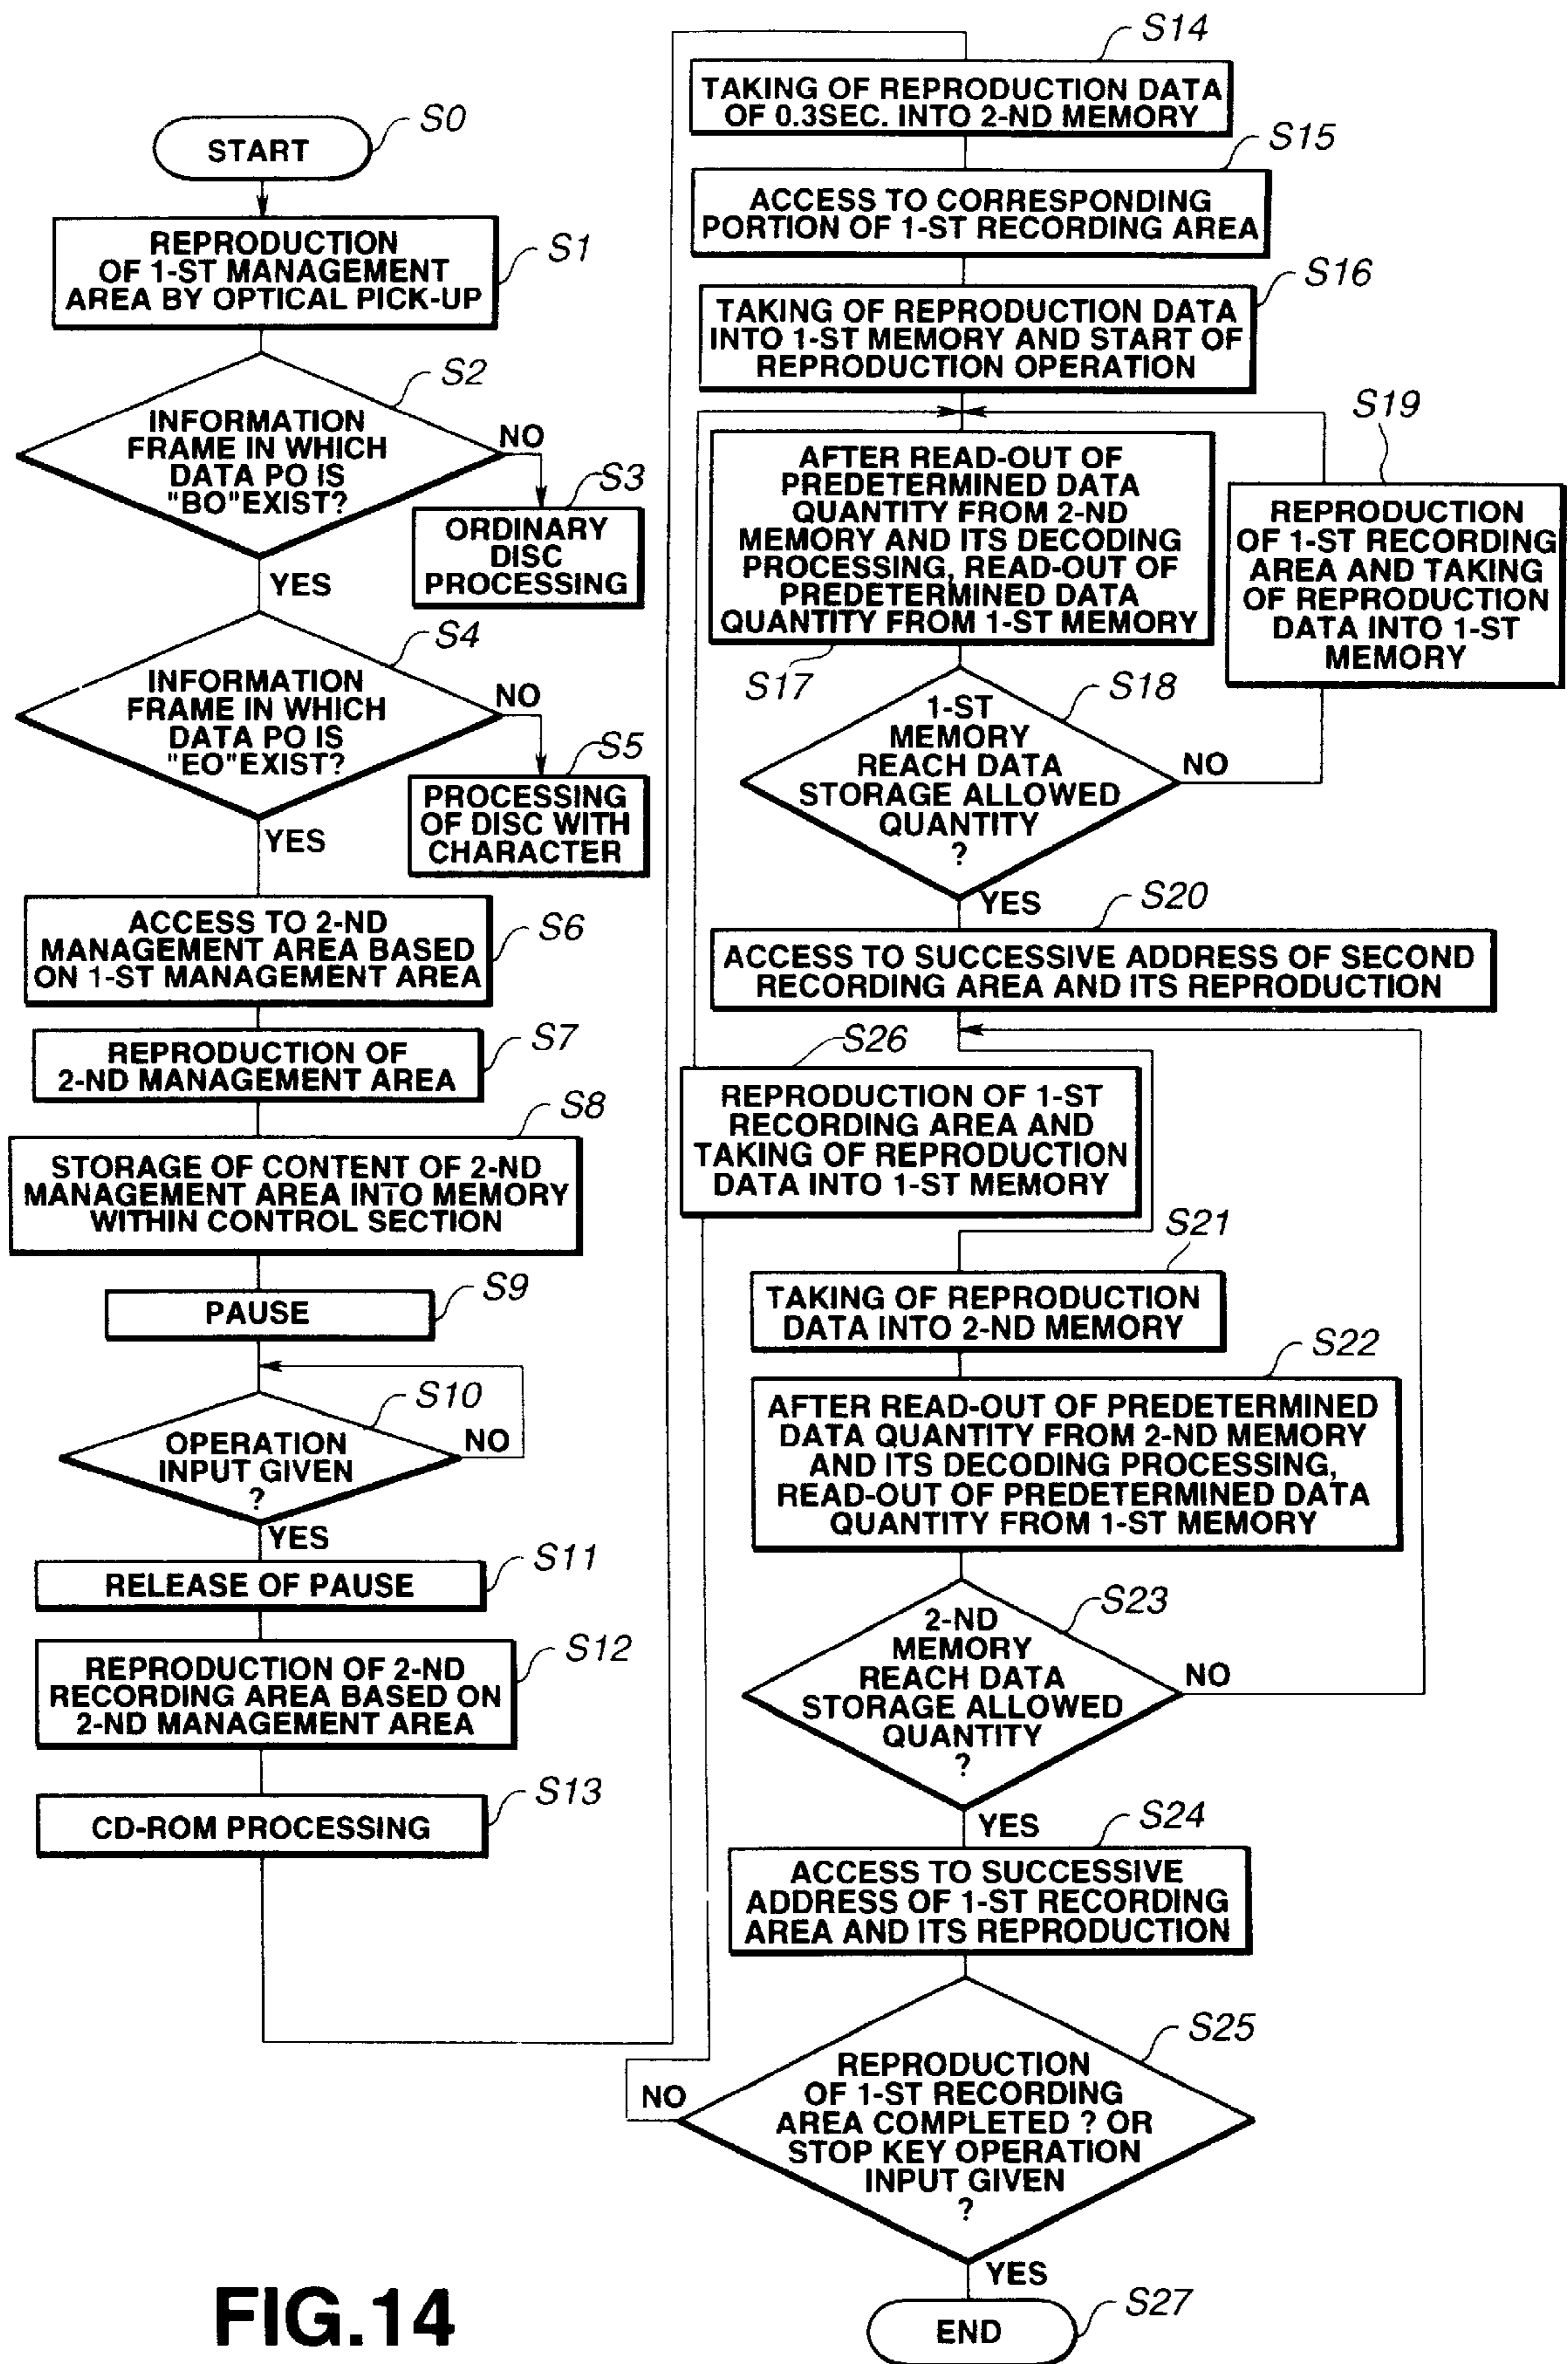 S0
START
REPRODUCTION
OF 1-ST MANAGEMENT
AREA BY OPTICAL PICK-UP
S1
S2
INFORMATION
FRAME IN WHICH
DATA PO IS
"BO"EXIST?
NO
YES
S3
ORDINARY
DISC
PROCESSING
S4
INFORMATION
FRAME IN WHICH
DATA PO IS
"EO"EXIST?
NO
YES
S5
PROCESSING
OF DISC WITH
CHARACTER
ACCESS TO 2-ND
MANAGEMENT AREA BASED
ON 1-ST MANAGEMENT AREA
S6
REPRODUCTION OF
2-ND MANAGEMENT AREA
S7
S8
STORAGE OF CONTENT OF 2-ND
MANAGEMENT AREA INTO MEMORY
WITHIN CONTROL SECTION
S9
PAUSE
S10
OPERATION
INPUT GIVEN
?
NO
YES
S11
RELEASE OF PAUSE
S12
REPRODUCTION OF 2-ND
RECORDING AREA BASED ON
2-ND MANAGEMENT AREA
S13
CD-ROM PROCESSING
S14
TAKING OF REPRODUCTION DATA
OF 0.3SEC. INTO 2-ND MEMORY
S15
ACCESS TO CORRESPONDING
PORTION OF 1-ST RECORDING AREA
S16
TAKING OF REPRODUCTION DATA
INTO 1-ST MEMORY AND START OF
REPRODUCTION OPERATION
AFTER READ-OUT OF
PREDETERMINED DATA
QUANTITY FROM 2-ND
MEMORY AND ITS DECODING
PROCESSING, READ-OUT OF
PREDETERMINED DATA
QUANTITY FROM 1-ST MEMORY
S17
S19
REPRODUCTION
OF 1-ST RECORDING
AREA AND TAKING
OF REPRODUCTION
DATA INTO 1-ST
MEMORY
S18
1-ST
MEMORY
REACH DATA
STORAGE ALLOWED
QUANTITY
?
NO
YES
S20
ACCESS TO SUCCESSIVE ADDRESS OF SECOND
RECORDING AREA AND ITS REPRODUCTION
S26
REPRODUCTION OF 1-ST
RECORDING AREA AND
TAKING OF REPRODUCTION
DATA INTO 1-ST MEMORY
S21
TAKING OF REPRODUCTION
DATA INTO 2-ND MEMORY
S22
AFTER READ-OUT OF PREDETERMINED
DATA QUANTITY FROM 2-ND MEMORY
AND ITS DECODING PROCESSING,
READ-OUT OF PREDETERMINED DATA
QUANTITY FROM 1-ST MEMORY
S23
2-ND
MEMORY
REACH DATA
STORAGE ALLOWED
QUANTITY
?
NO
YES
S24
ACCESS TO SUCCESSIVE
ADDRESS OF 1-ST RECORDING
AREA AND ITS REPRODUCTION
S25
REPRODUCTION
OF 1-ST RECORDING
AREA COMPLETED ? OR
STOP KEY OPERATION
INPUT GIVEN
?
NO
YES
S27
END
FIG.14